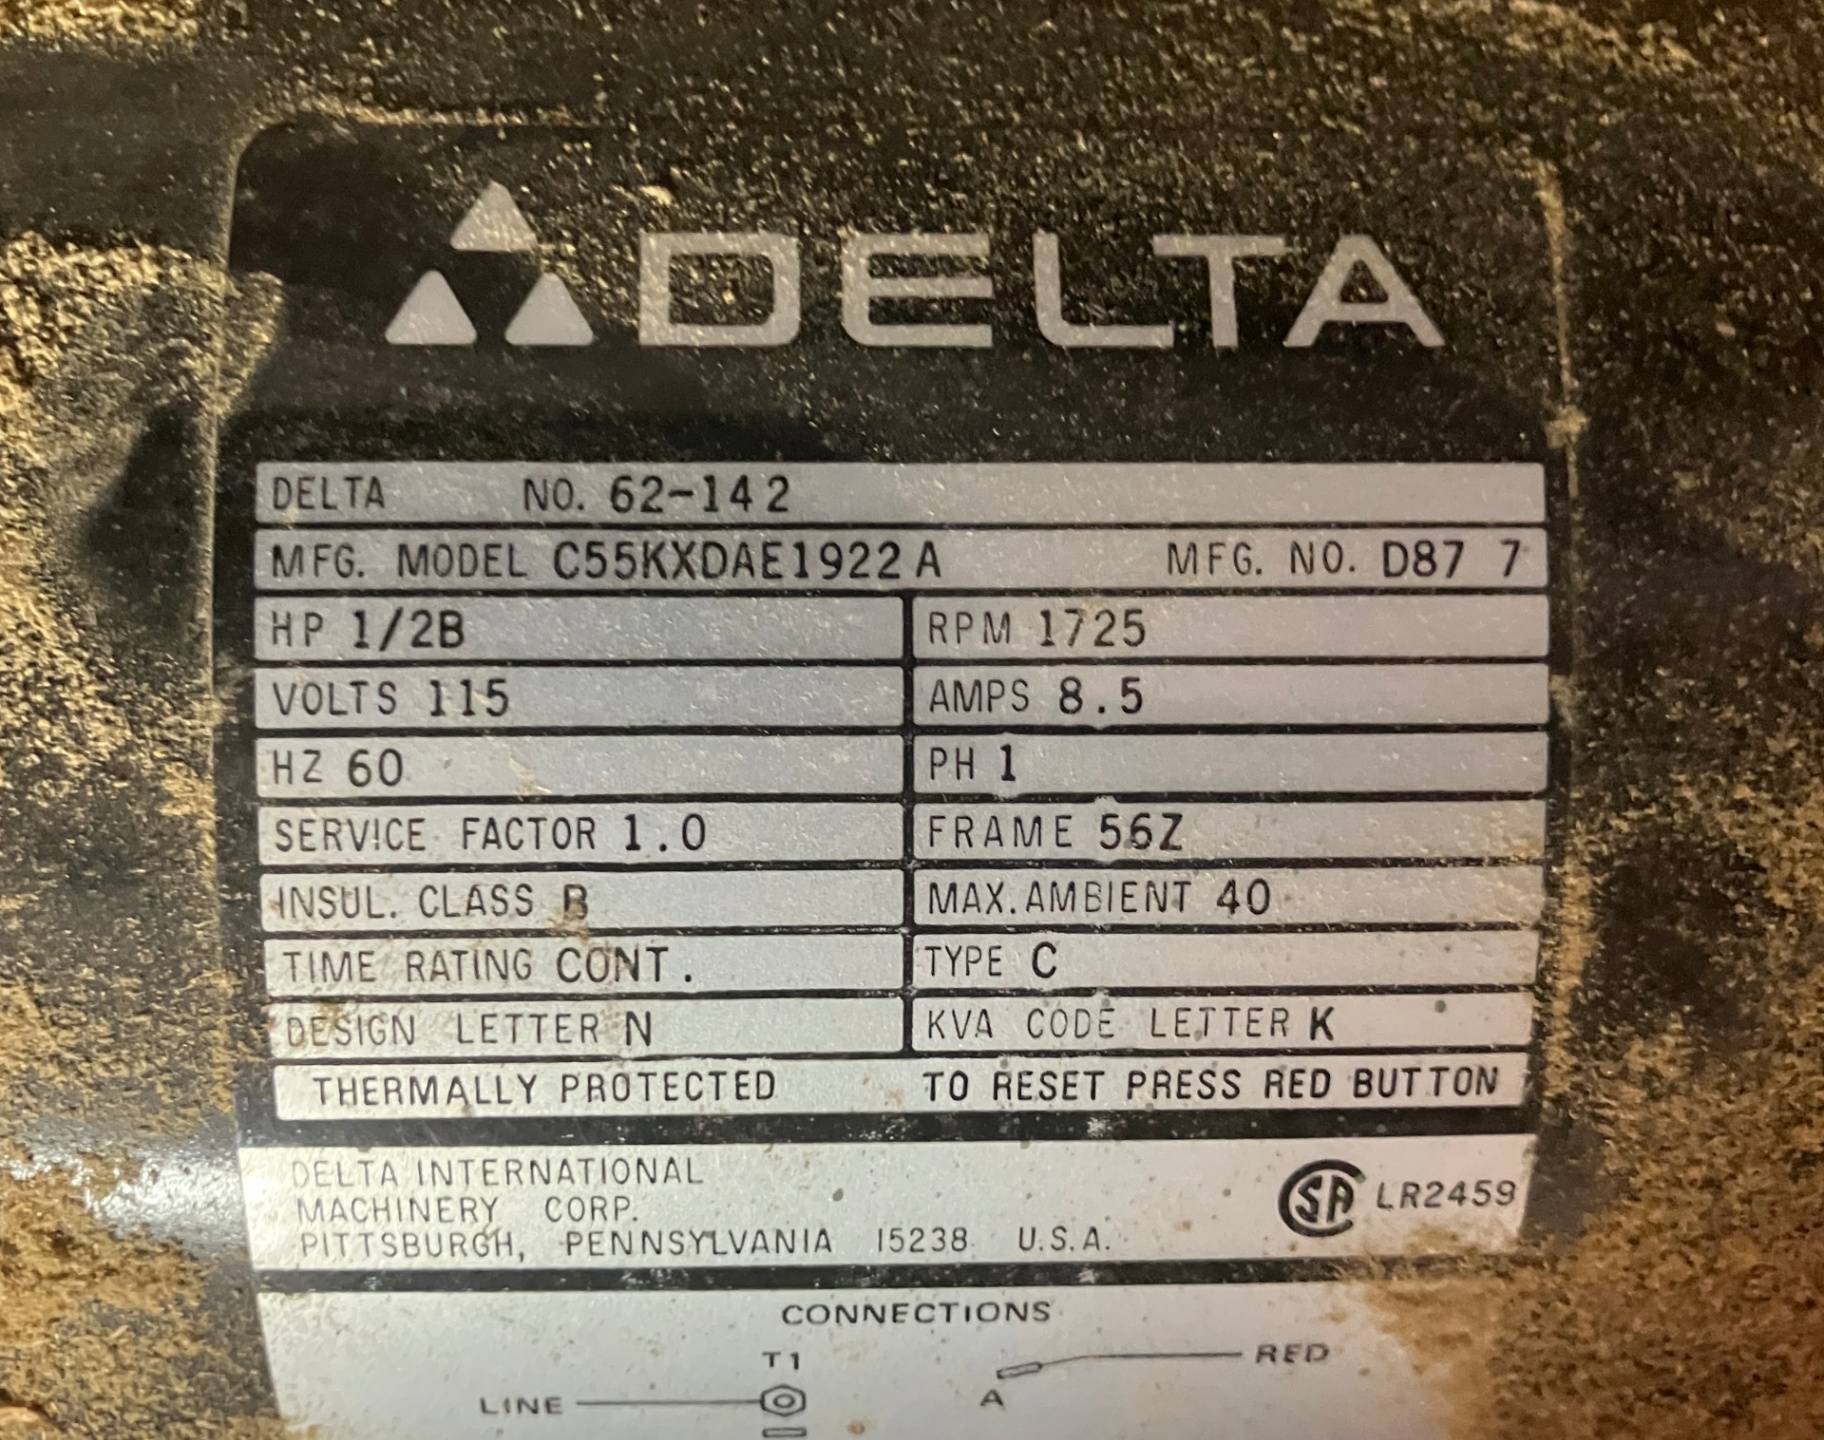 DELTA
DELTA NO. 62-142
MFG. MODEL C55KXDAE1922A MFG. NO. D87 7
HP 1/2B RPM 1725
VOLTS 115 AMPS 8.5
HZ 60 PH 1
SERVICE FACTOR 1.0 FRAME 56Z
INSUL. CLASS B MAX. AMBIENT 40
TIME RATING CONT. TYPE C
DESIGN LETTER N KVA CODE LETTER K
THERMALLY PROTECTED TO RESET PRESS RED BUTTON
DELTA INTERNATIONAL
MACHINERY CORP.
PITTSBURGH, PENNSYLVANIA 15238 U.S.A.
SA LR2459
CONNECTIONS
T1 RED
LINE A